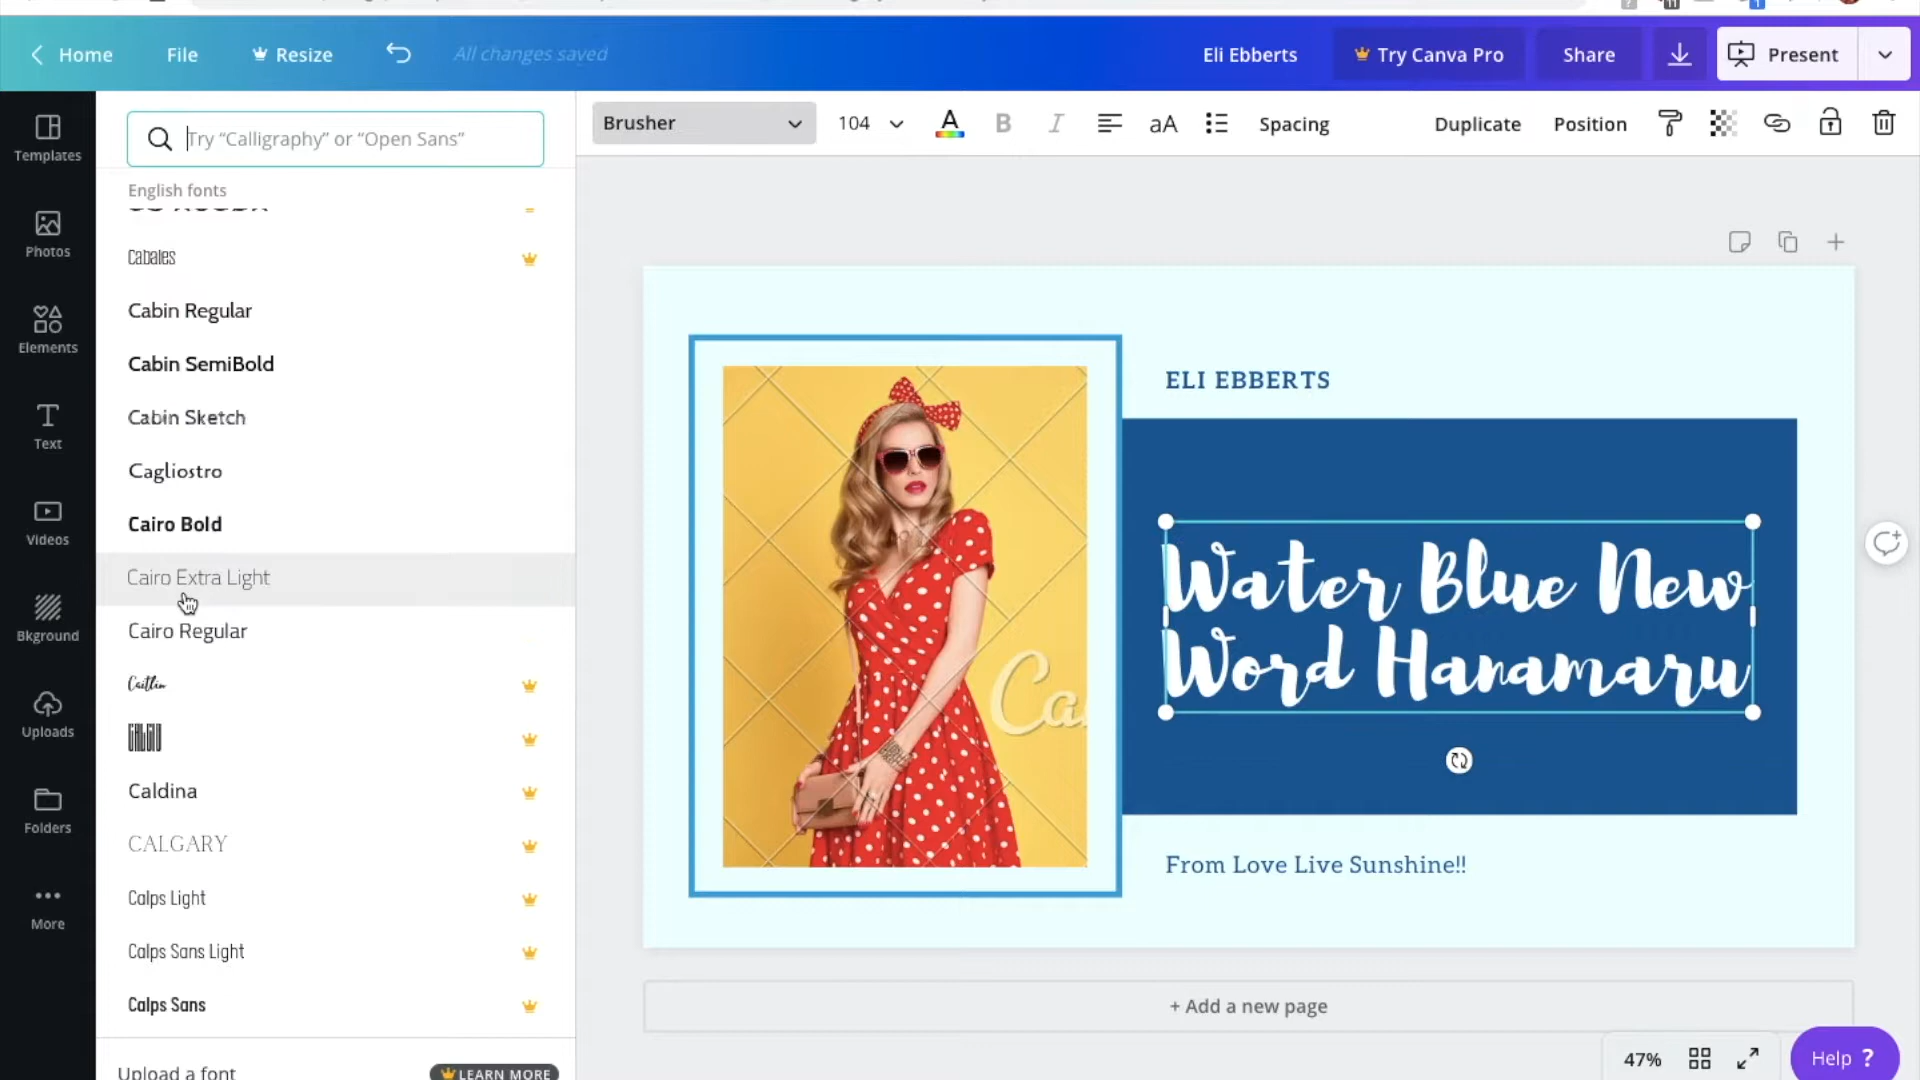 Home
File
Resize
All changes saved
Eli Ebberts
Try Canva Pro
Share
Present
Templates
Photos
Elements
Text
Videos
Bkground
Uploads
Folders
More
Try “Calligraphy” or “Open Sans”
English fonts
Cabales
Cabin Regular
Cabin SemiBold
Cabin Sketch
Cagliostro
Cairo Bold
Cairo Extra Light
Cairo Regular
Caitlin
Caldina
CALGARY
Calps Light
Calps Sans Light
Calps Sans
Upload a font
LEARN MORE
Brusher
104
A
B
I
aA
Spacing
Duplicate
Position
ELI EBBERTS
Water Blue New
Word Hanamaru
From Love Live Sunshine!!
Ca
+ Add a new page
47%
Help ?